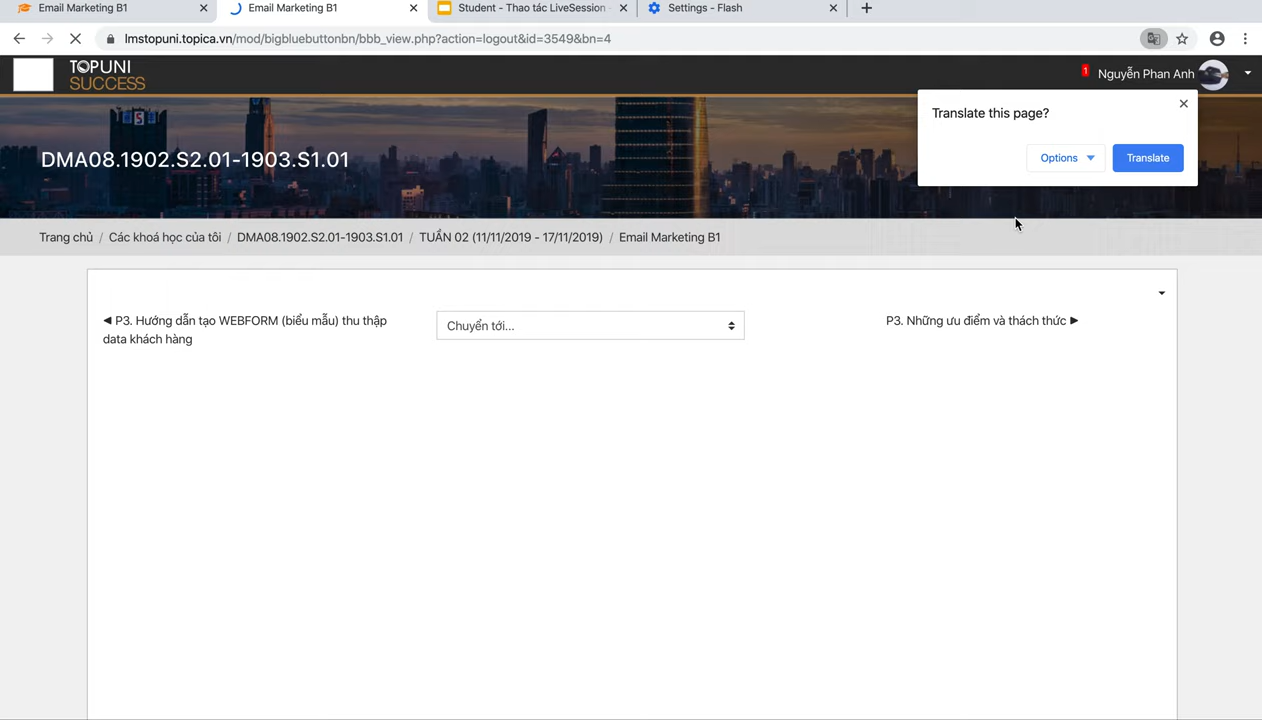 Email Marketing B1
Email Marketing B1
Student - Thao tác LiveSession
Settings - Flash
lmstopuni.topica.vn/mod/bigbluebuttonbn/bbb_view.php?action=logout&id=3549&bn=4
TOPUNI
SUCCESS
1
Nguyễn Phan Anh
Translate this page?
Options
Translate
DMA08.1902.S2.01-1903.S1.01
Trang chủ / Các khoá học của tôi / DMA08.1902.S2.01-1903.S1.01 / TUẦN 02 (11/11/2019 - 17/11/2019) / Email Marketing B1
◄ P3. Hướng dẫn tạo WEBFORM (biểu mẫu) thu thập
data khách hàng
Chuyển tới...
P3. Những ưu điểm và thách thức ►